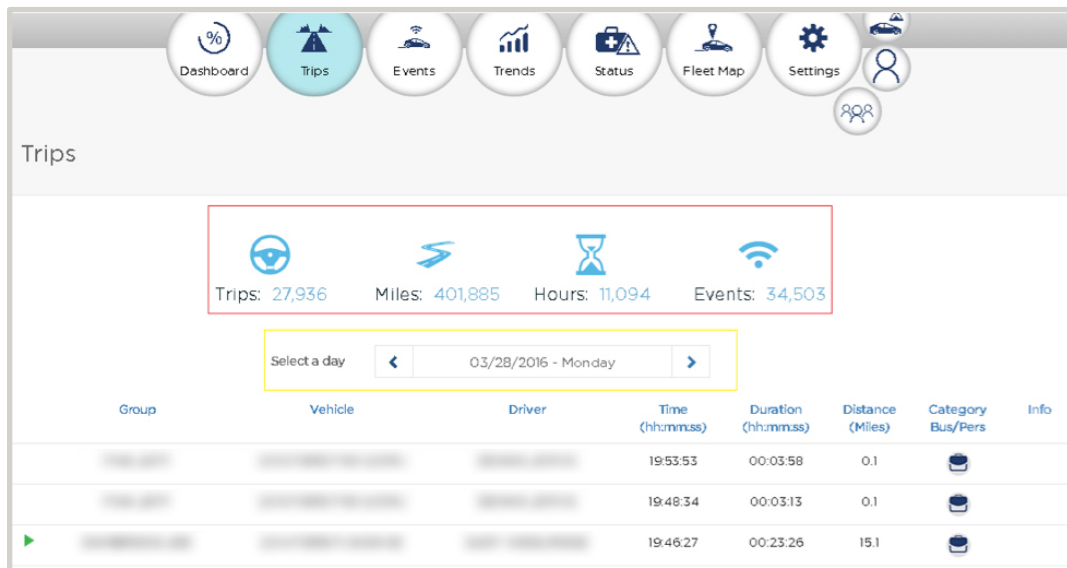 %
Dashboard Trips Events Trends Status Fleet Map Settings
Trips
Trips: 27,936 Miles: 401,885 Hours: 11,094 Events: 34,503
Select a day 03/28/2016 - Monday
Group Vehicle Driver Time Duration Distance Category Info
(hh:mm:ss) (hh:mm:ss) (Miles) Bus/Pers
19:53:53 00:03:58 0.1
19:48:34 00:03:13 0.1
19:46:27 00:23:26 15.1